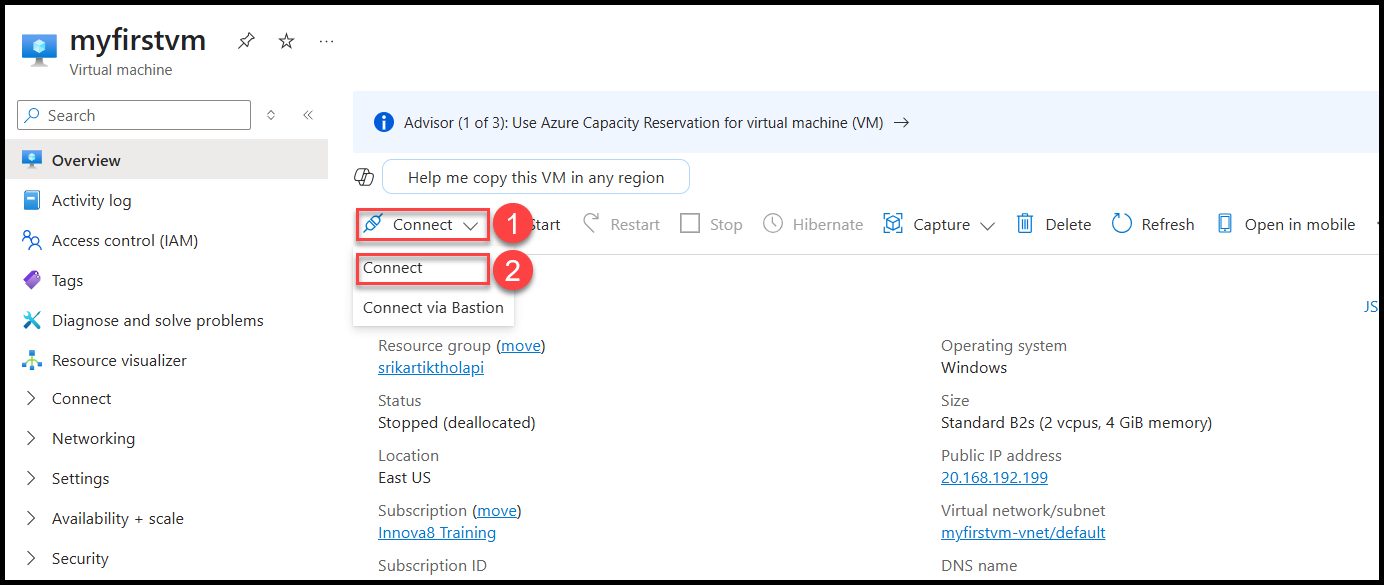 myfirstvm
Virtual machine
Search
Overview
Activity log
Access control (IAM)
Tags
Diagnose and solve problems
Resource visualizer
Connect
Networking
Settings
Availability + scale
Security
Advisor (1 of 3): Use Azure Capacity Reservation for virtual machine (VM) →
Help me copy this VM in any region
Connect 1 Start Restart Stop Hibernate Capture Delete Refresh Open in mobile
Connect 2
Connect via Bastion
JS
Resource group (move)
srikartiktholapi
Status
Stopped (deallocated)
Location
East US
Subscription (move)
Innova8 Training
Subscription ID
Operating system
Windows
Size
Standard B2s (2 vcpus, 4 GiB memory)
Public IP address
20.168.192.199
Virtual network/subnet
myfirstvm-vnet/default
DNS name